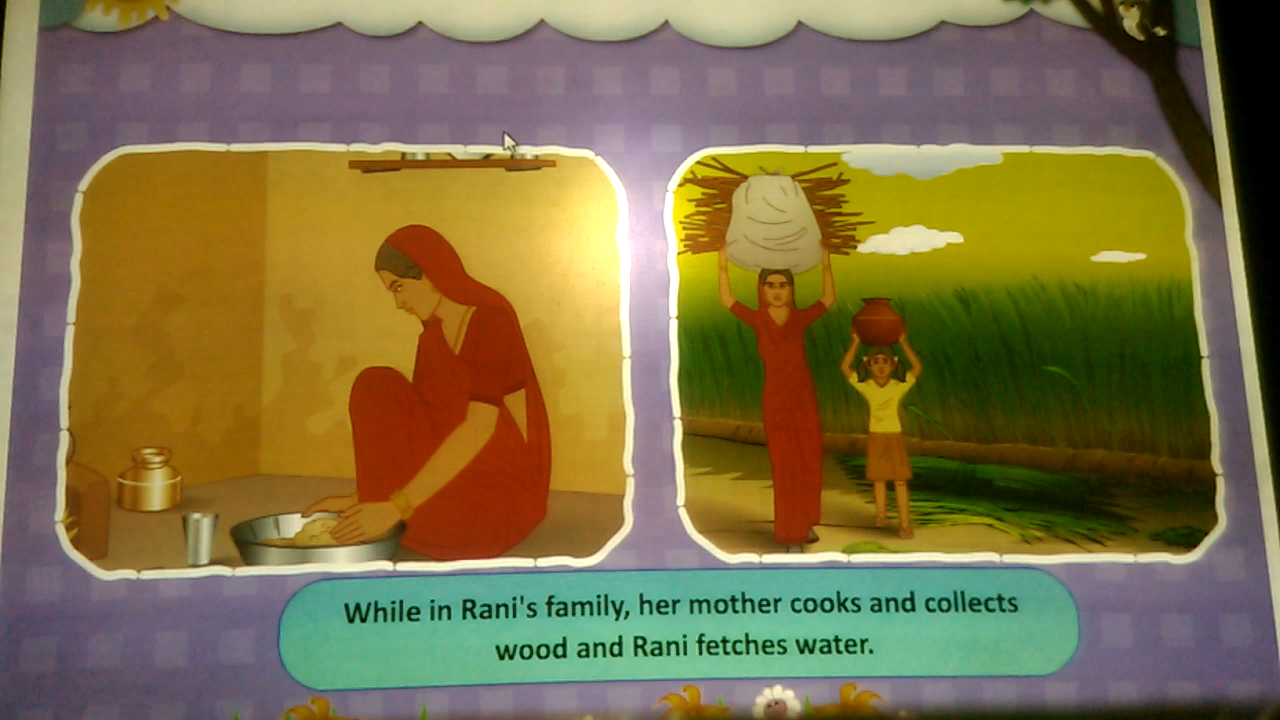 While in Rani's family, her mother cooks and collects
wood and Rani fetches water.